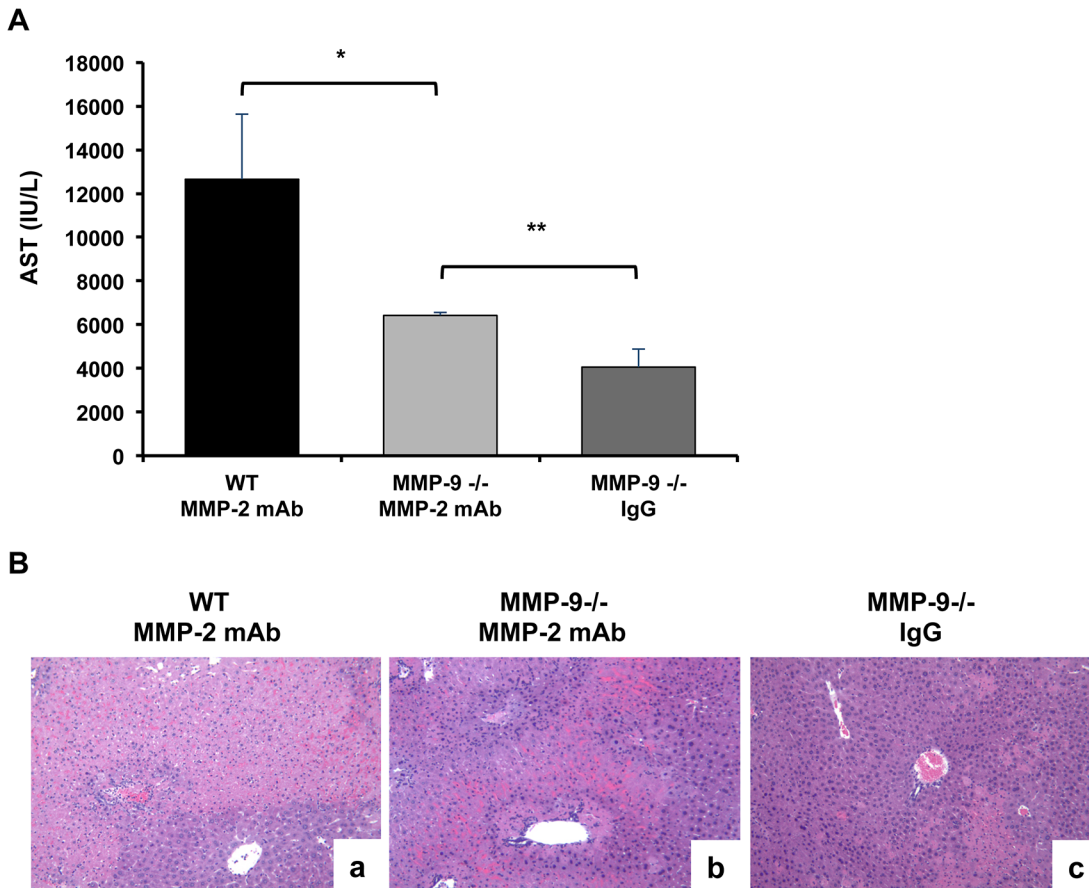 A
*
**
AST (IU/L)
18000
16000
14000
12000
10000
8000
6000
4000
2000
0
WT
MMP-2 mAb
MMP-9 -/-
MMP-2 mAb
MMP-9 -/-
IgG
B
WT
MMP-2 mAb
MMP-9-/-
MMP-2 mAb
MMP-9-/-
IgG
a
b
c